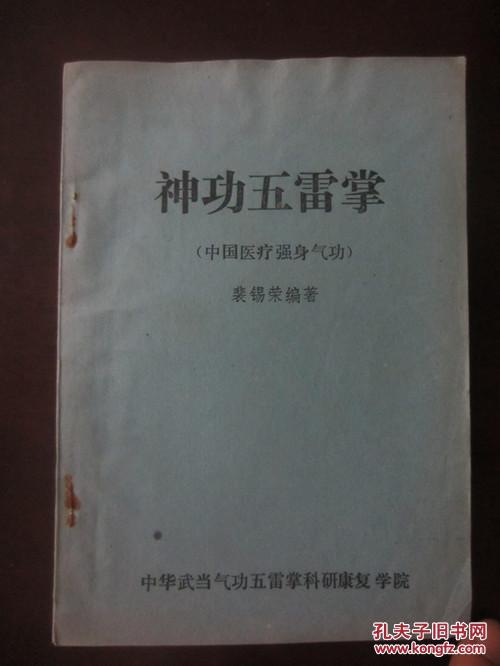 神功五雷掌
（中国医疗强身气功）
裴锡荣编著
中华武当气功五雷掌科研康复学院
孔夫子旧书网
www.kongfz.com